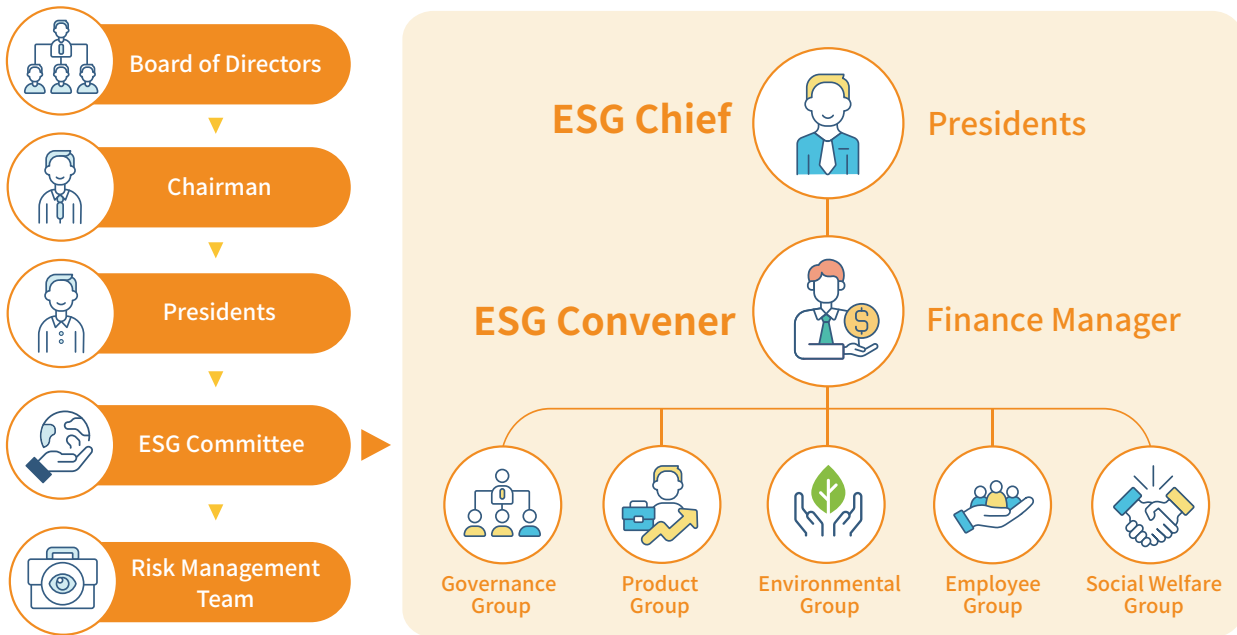 Board of Directors
Chairman
Presidents
ESG Committee
Risk Management
Team
ESG Chief
Presidents
ESG Convener
Finance Manager
Governance
Group
Product
Group
Environmental
Group
Employee
Group
Social Welfare
Group